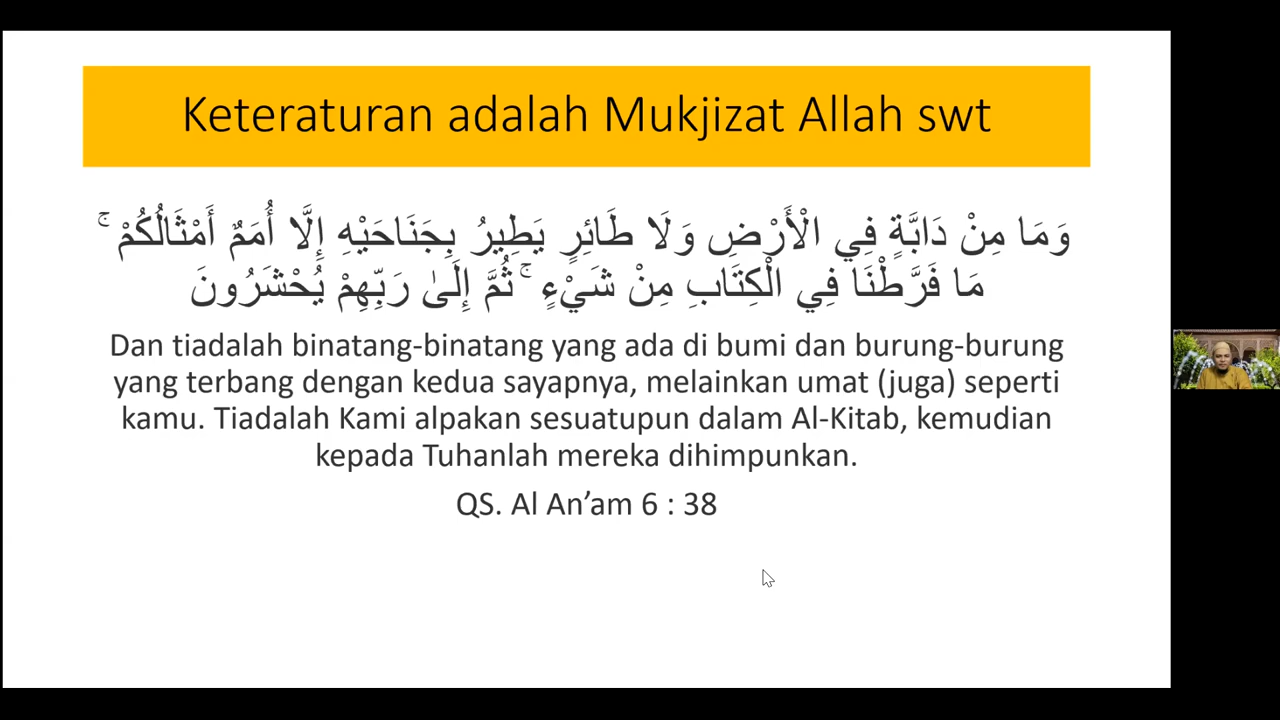 Keteraturan adalah Mukjizat Allah swt
وَمَا مِنْ دَابَّةٍ فِي الْأَرْضِ وَلَا طَائِرٍ يَطِيرُ بِجَنَاحَيْهِ إِلَّا أُمَمٌ أَمْثَالُكُمْ ۚ
مَا فَرَّطْنَا فِي الْكِتَابِ مِنْ شَيْءٍ ۚ ثُمَّ إِلَىٰ رَبِّهِمْ يُحْشَرُونَ
Dan tiadalah binatang-binatang yang ada di bumi dan burung-burung
yang terbang dengan kedua sayapnya, melainkan umat (juga) seperti
kamu. Tiadalah Kami alpakan sesuatupun dalam Al-Kitab, kemudian
kepada Tuhanlah mereka dihimpunkan.
QS. Al An’am 6 : 38